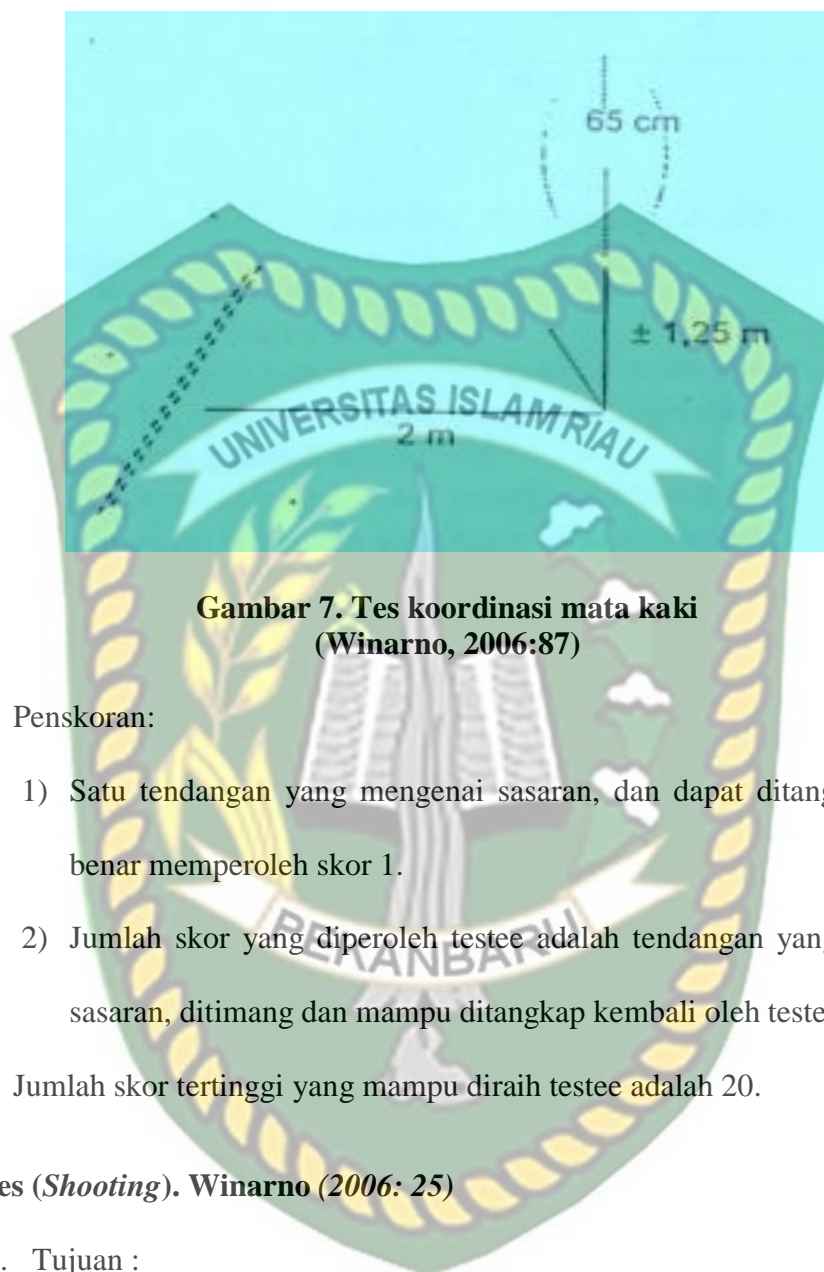 65 cm
± 1,25 m
UNIVERSITAS ISLAM RIAU
2 m
Gambar 7. Tes koordinasi mata kaki
(Winarno, 2006:87)
Penskoran:
1) Satu tendangan yang mengenai sasaran, dan dapat ditang
benar memperoleh skor 1.
2) Jumlah skor yang diperoleh testee adalah tendangan yang
PEKANBARU
sasaran, ditimang dan mampu ditangkap kembali oleh teste
Jumlah skor tertinggi yang mampu diraih testee adalah 20.
es (Shooting). Winarno (2006: 25)
. Tujuan :